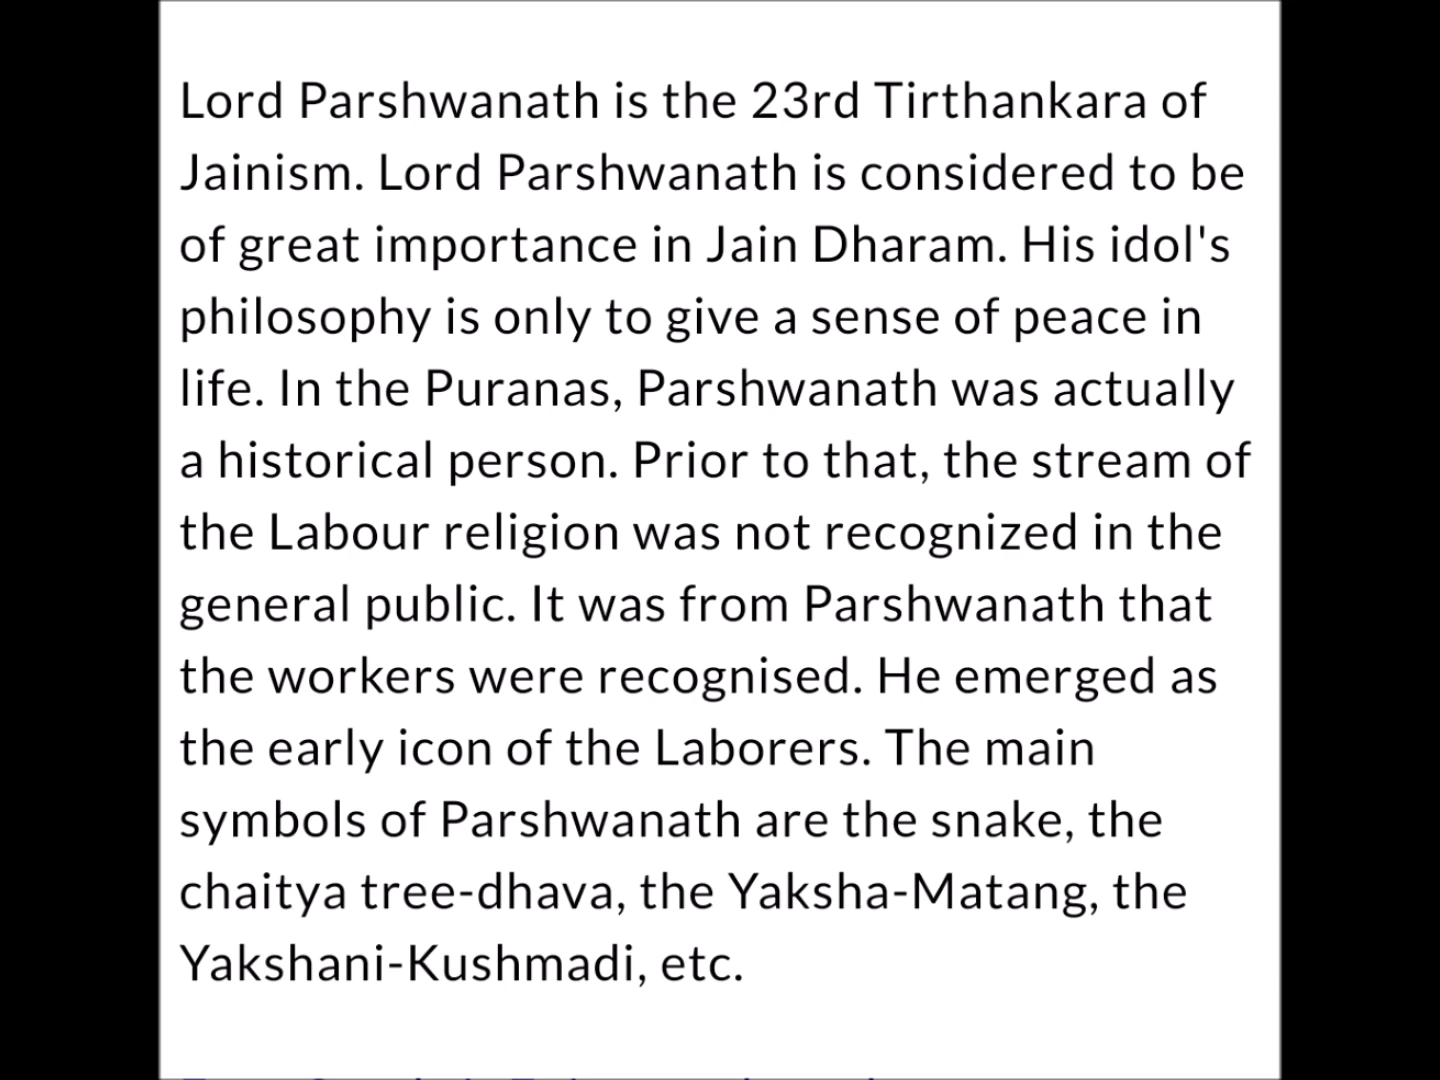 Lord Parshwanath is the 23rd Tirthankara of
Jainism. Lord Parshwanath is considered to be
of great importance in Jain Dharam. His idol's
philosophy is only to give a sense of peace in
life. In the Puranas, Parshwanath was actually
a historical person. Prior to that, the stream of
the Labour religion was not recognized in the
general public. It was from Parshwanath that
the workers were recognised. He emerged as
the early icon of the Laborers. The main
symbols of Parshwanath are the snake, the
chaitya tree-dhava, the Yaksha-Matang, the
Yakshani-Kushmadi, etc.